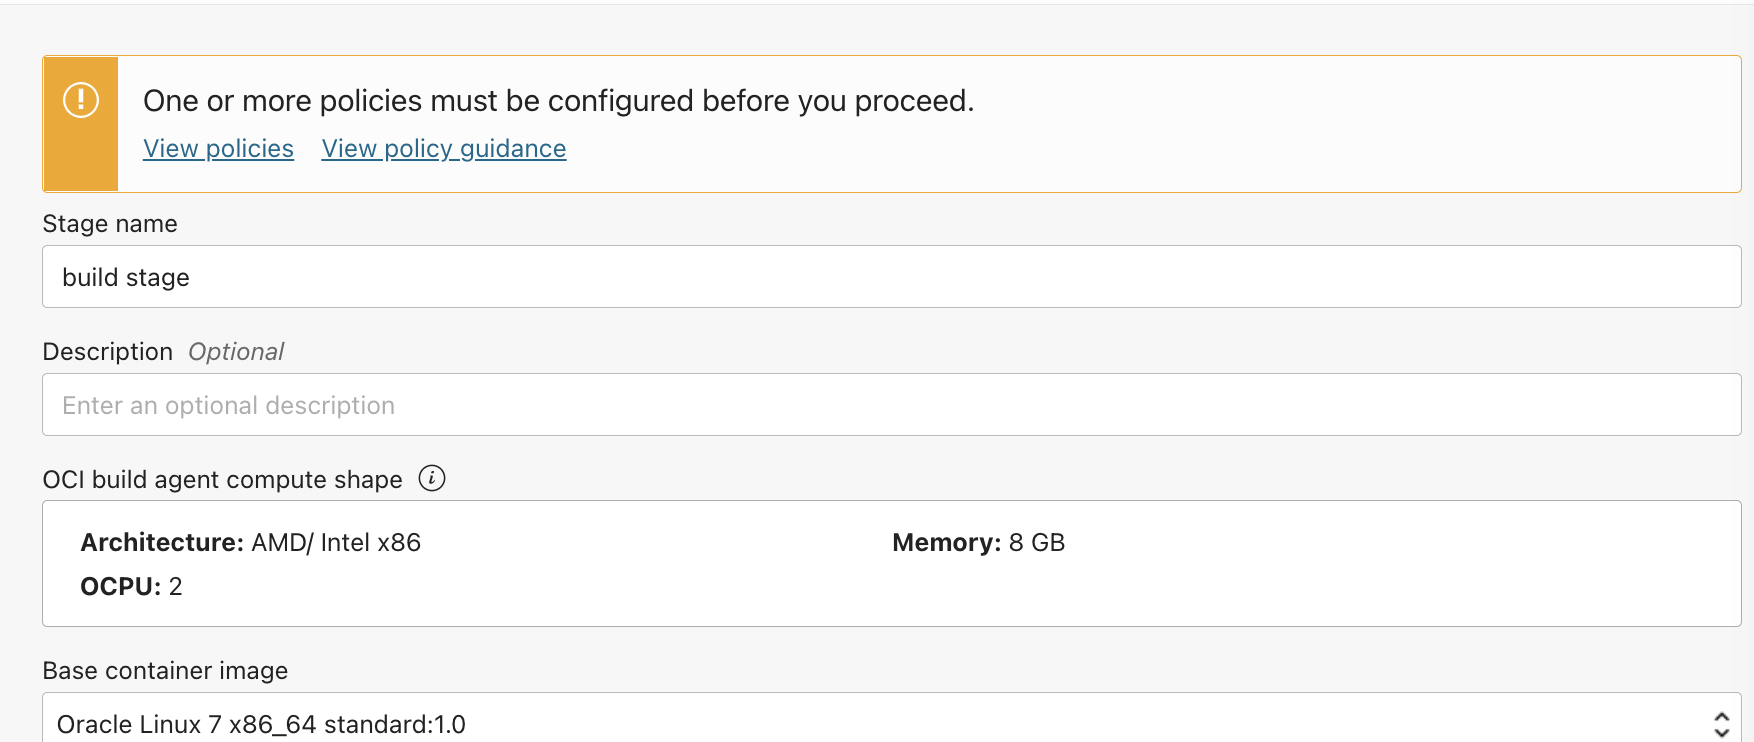 One or more policies must be configured before you proceed.
View policies View policy guidance
Stage name
build stage
Description Optional
Enter an optional description
OCI build agent compute shape
Architecture: AMD/ Intel x86 Memory: 8 GB
OCPU: 2
Base container image
Oracle Linux 7 x86_64 standard:1.0